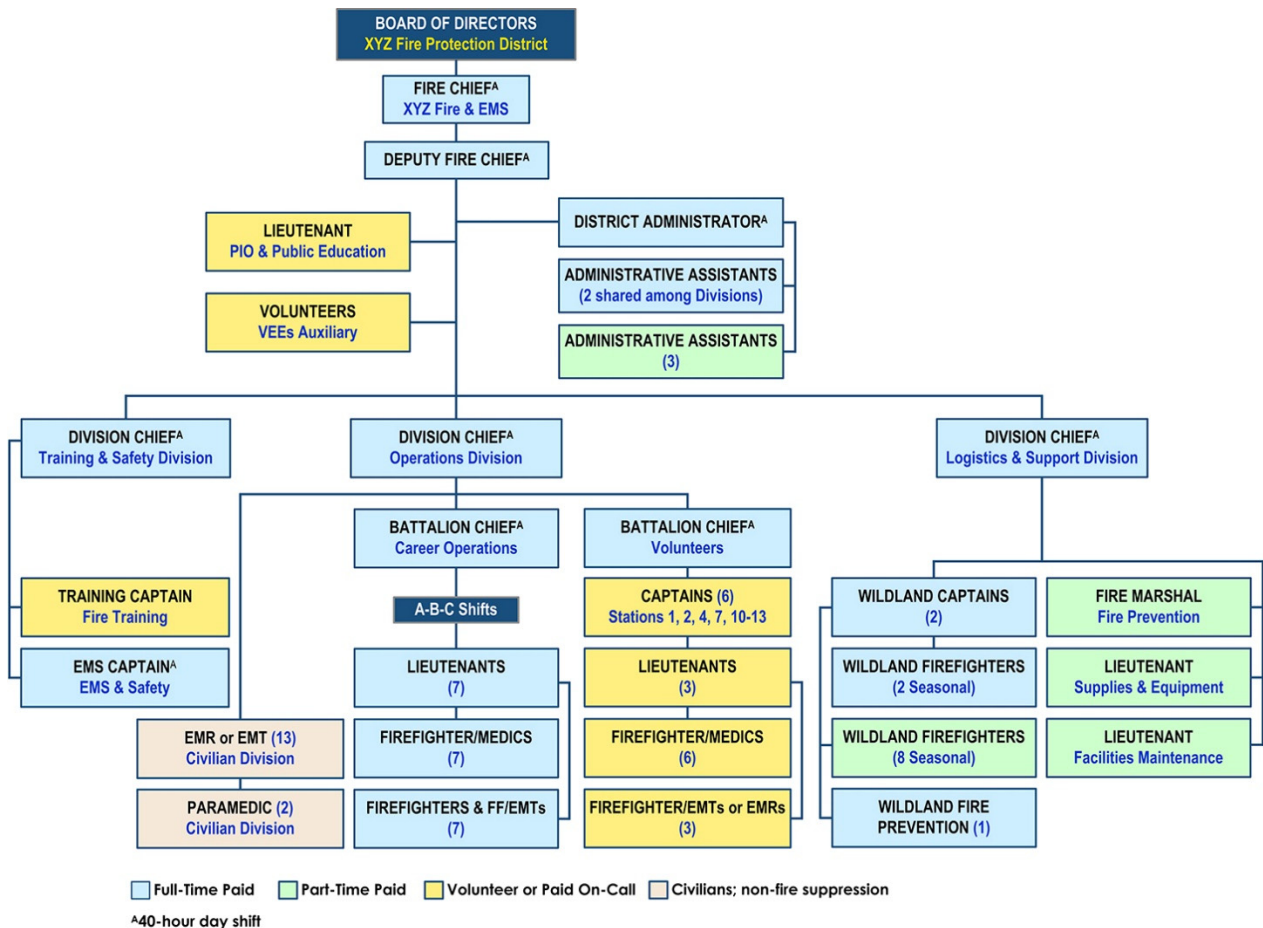 BOARD OF DIRECTORS
XYZ Fire Protection District
FIRE CHIEFᴬ
XYZ Fire & EMS
DEPUTY FIRE CHIEFᴬ
LIEUTENANT
PIO & Public Education
VOLUNTEERS
VEEs Auxiliary
DISTRICT ADMINISTRATORᴬ
ADMINISTRATIVE ASSISTANTS
(2 shared among Divisions)
ADMINISTRATIVE ASSISTANTS
(3)
DIVISION CHIEFᴬ
Training & Safety Division
TRAINING CAPTAIN
Fire Training
EMS CAPTAINᴬ
EMS & Safety
DIVISION CHIEFᴬ
Operations Division
EMR or EMT (13)
Civilian Division
PARAMEDIC (2)
Civilian Division
BATTALION CHIEFᴬ
Career Operations
A-B-C Shifts
LIEUTENANTS
(7)
FIREFIGHTER/MEDICS
(7)
FIREFIGHTERS & FF/EMTs
(7)
BATTALION CHIEFᴬ
Volunteers
CAPTAINS (6)
Stations 1, 2, 4, 7, 10-13
LIEUTENANTS
(3)
FIREFIGHTER/MEDICS
(6)
FIREFIGHTER/EMTs or EMRs
(3)
DIVISION CHIEFᴬ
Logistics & Support Division
WILDLAND CAPTAINS
(2)
WILDLAND FIREFIGHTERS
(2 Seasonal)
WILDLAND FIREFIGHTERS
(8 Seasonal)
WILDLAND FIRE
PREVENTION (1)
FIRE MARSHAL
Fire Prevention
LIEUTENANT
Supplies & Equipment
LIEUTENANT
Facilities Maintenance
Full-Time Paid
Part-Time Paid
Volunteer or Paid On-Call
Civilians; non-fire suppression
ᴬ40-hour day shift